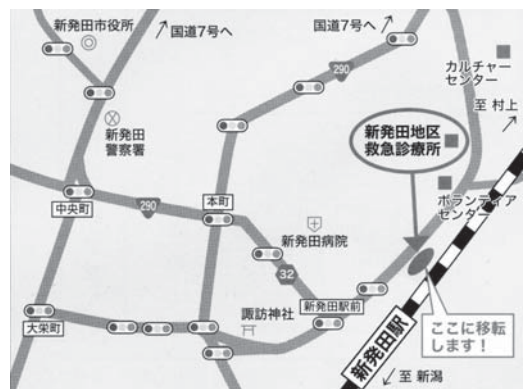 新発田市役所
国道7号へ
国道7号へ
290
カルチャー
センター
至 村上
新発田
警察署
新発田地区
救急診療所
中央町
290
本町
ボランティア
センター
新発田病院
32
諏訪神社
新発田駅前
大栄町
ここに移転
します！
新発田駅
至 新潟